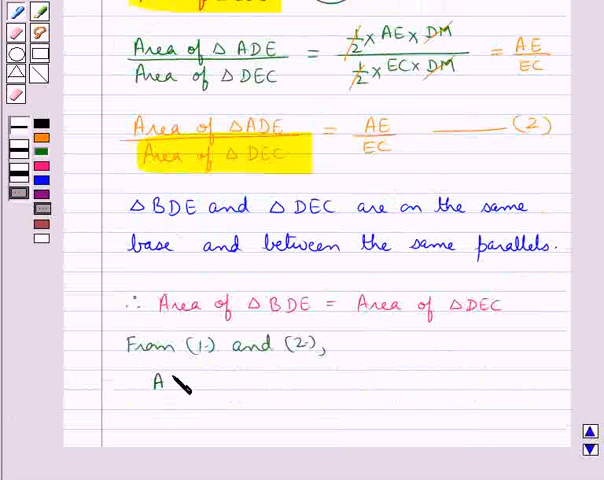 Area of △ ADE / Area of △ DEC = 1/2 × AE × DM / 1/2 × EC × DM = AE / EC
Area of △ADE / Area of △ DEC = AE / EC —— (2)
△ BDE and △ DEC are on the same
base and between the same parallels.
∴ Area of △ BDE = Area of △DEC
From (1.) and (2.),
A